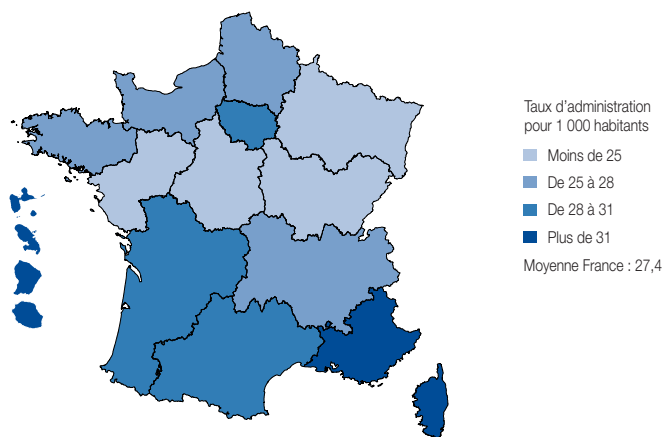 Taux d'administration
pour 1 000 habitants
Moins de 25
De 25 à 28
De 28 à 31
Plus de 31
Moyenne France : 27,4